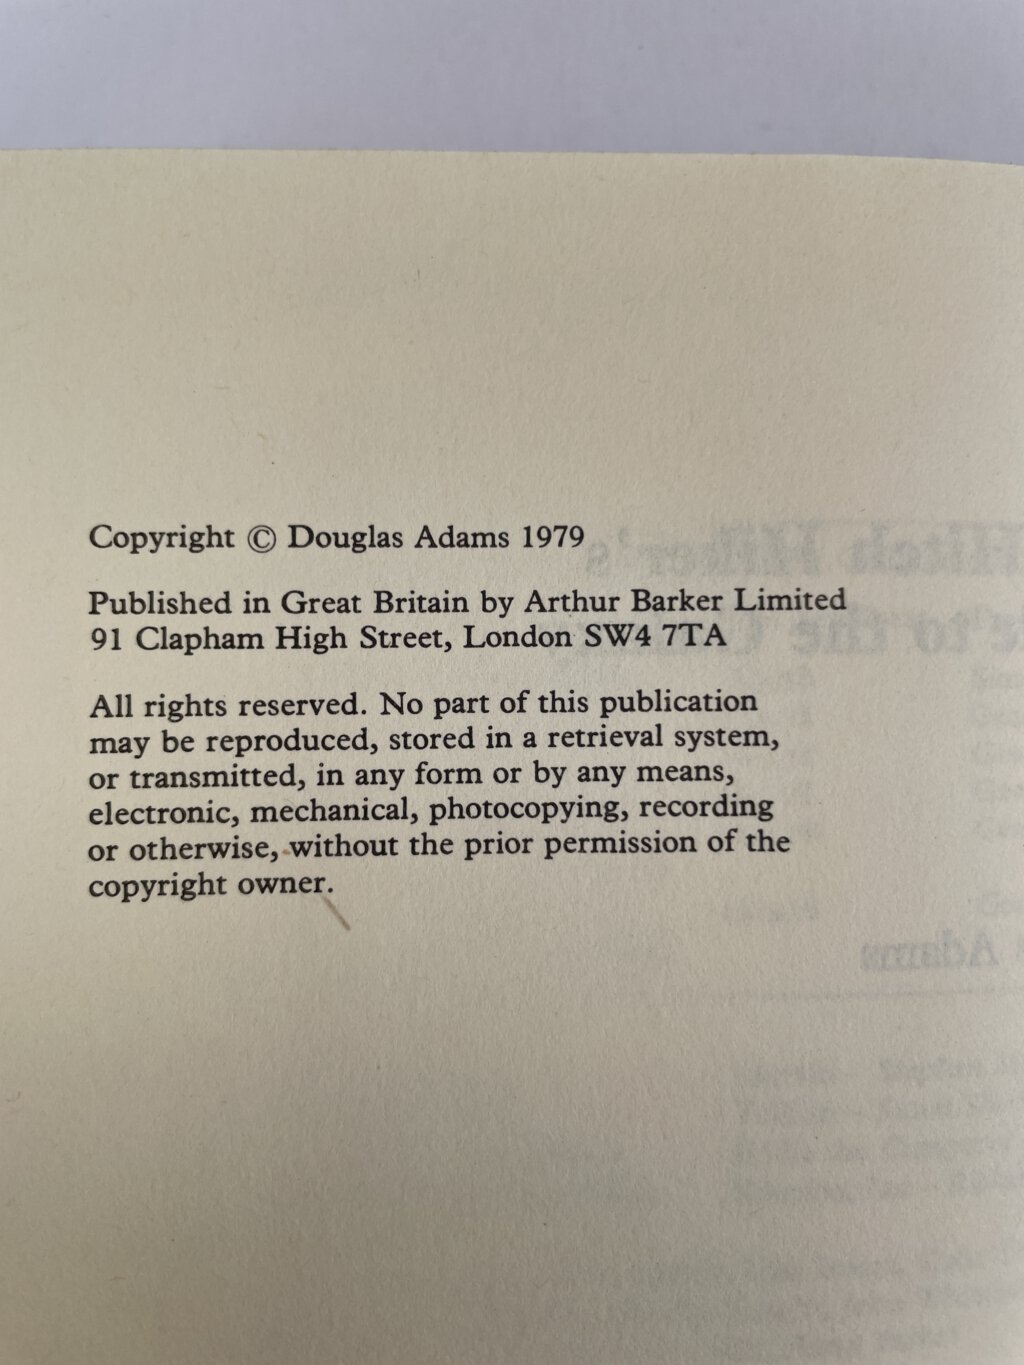 Copyright © Douglas Adams 1979
Published in Great Britain by Arthur Barker Limited
91 Clapham High Street, London SW4 7TA
All rights reserved. No part of this publication
may be reproduced, stored in a retrieval system,
or transmitted, in any form or by any means,
electronic, mechanical, photocopying, recording
or otherwise, without the prior permission of the
copyright owner.